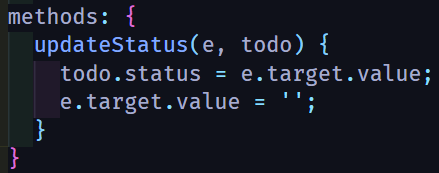 methods: {
  updateStatus(e, todo) {
    todo.status = e.target.value;
    e.target.value = '';
  }
}